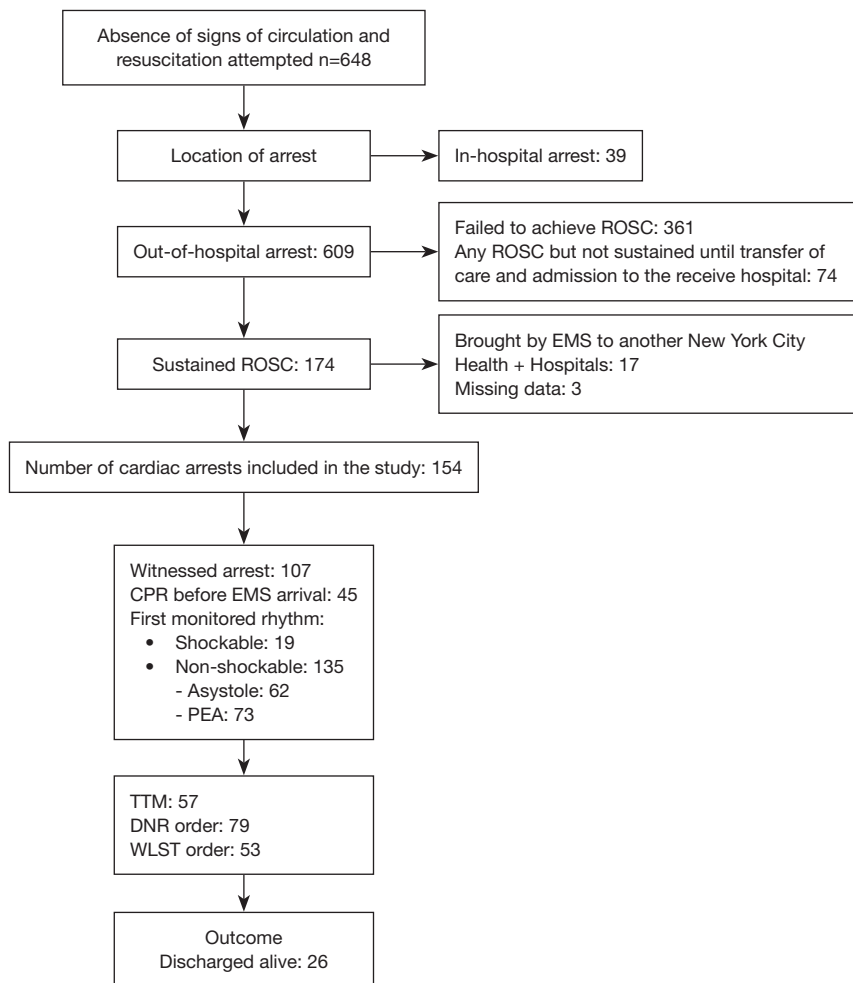 Absence of signs of circulation and
resuscitation attempted n=648
Location of arrest
In-hospital arrest: 39
Out-of-hospital arrest: 609
Failed to achieve ROSC: 361
Any ROSC but not sustained until transfer of
care and admission to the receive hospital: 74
Sustained ROSC: 174
Brought by EMS to another New York City
Health + Hospitals: 17
Missing data: 3
Number of cardiac arrests included in the study: 154
Witnessed arrest: 107
CPR before EMS arrival: 45
First monitored rhythm:
• Shockable: 19
• Non-shockable: 135
- Asystole: 62
- PEA: 73
TTM: 57
DNR order: 79
WLST order: 53
Outcome
Discharged alive: 26